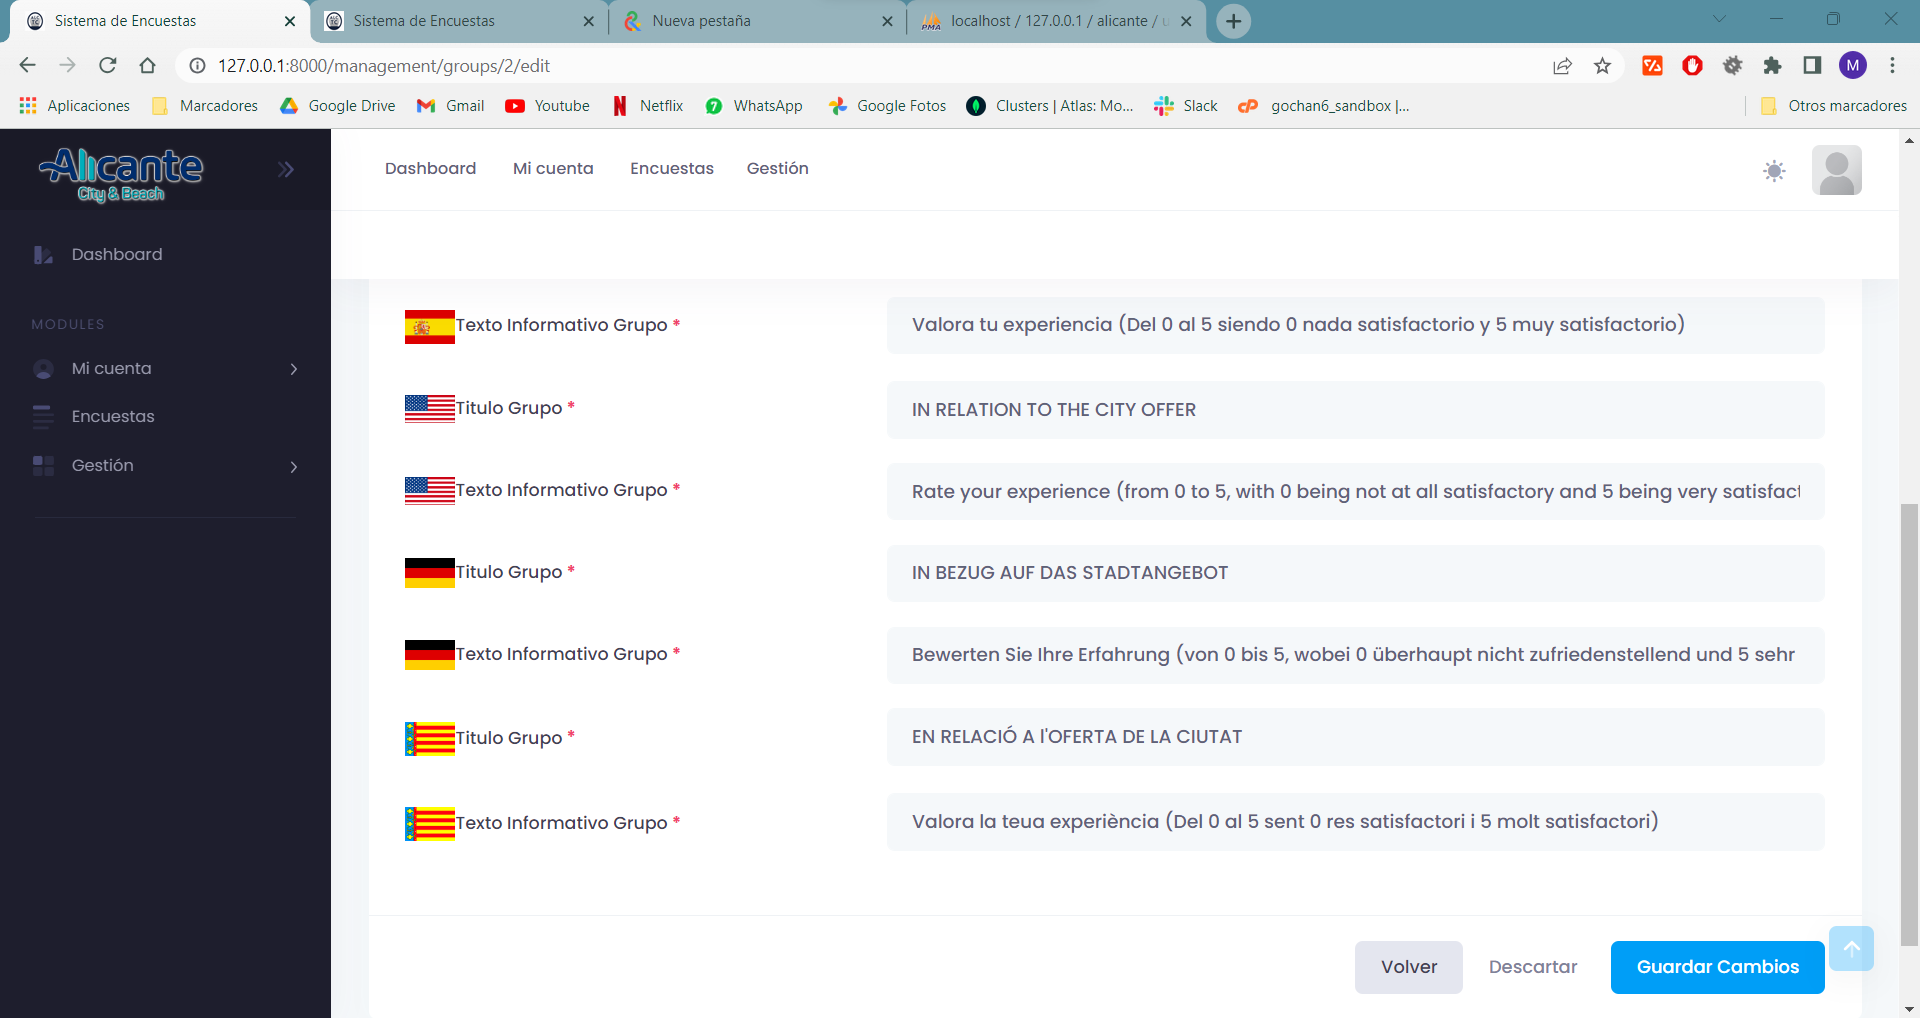 Sistema de Encuestas
Sistema de Encuestas
Nueva pestaña
localhost / 127.0.0.1 / alicante / u
127.0.0.1:8000/management/groups/2/edit
M
Aplicaciones
Marcadores
Google Drive
Gmail
Youtube
Netflix
WhatsApp
Google Fotos
Clusters | Atlas: Mo...
Slack
gochan6_sandbox |...
Otros marcadores
Alicante
City & Beach
Dashboard
Mi cuenta
Encuestas
Gestión
Dashboard
MODULES
Mi cuenta
Encuestas
Gestión
Texto Informativo Grupo *
Valora tu experiencia (Del 0 al 5 siendo 0 nada satisfactorio y 5 muy satisfactorio)
Titulo Grupo *
IN RELATION TO THE CITY OFFER
Texto Informativo Grupo *
Rate your experience (from 0 to 5, with 0 being not at all satisfactory and 5 being very satisfact
Titulo Grupo *
IN BEZUG AUF DAS STADTANGEBOT
Texto Informativo Grupo *
Bewerten Sie Ihre Erfahrung (von 0 bis 5, wobei 0 überhaupt nicht zufriedenstellend und 5 sehr
Titulo Grupo *
EN RELACIÓ A l'OFERTA DE LA CIUTAT
Texto Informativo Grupo *
Valora la teua experiència (Del 0 al 5 sent 0 res satisfactori i 5 molt satisfactori)
Volver
Descartar
Guardar Cambios